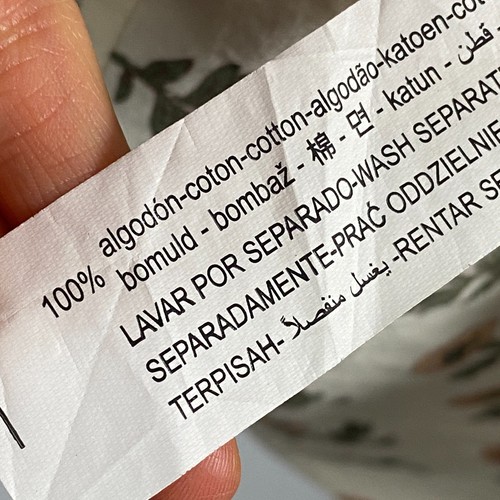 100% algodón-coton-cotton-algodão-katoen-cot
bomuld - bombaž - 棉 - 면 - katun - قطن -
LAVAR POR SEPARADO-WASH SEPARAT
SEPARADAMENTE-PRAĆ ODDZIELNIE
TERPISAH- يغسل منفصلاً -RENTAR SE